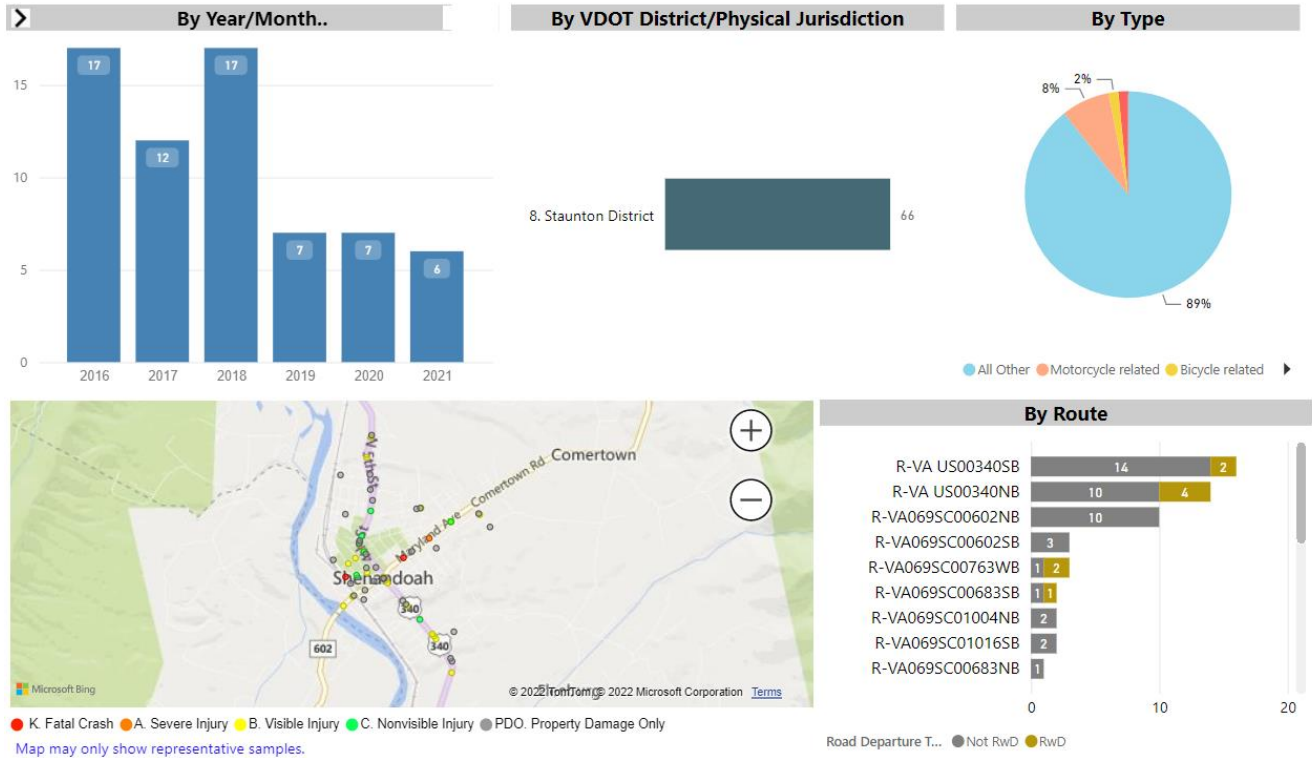 By Year/Month..
15
10
5
0
17
12
17
7
7
6
2016 2017 2018 2019 2020 2021
By VDOT District/Physical Jurisdiction
8. Staunton District
66
By Type
2%
8%
89%
All Other Motorcycle related Bicycle related
N 5th St
Comertown
Comertown Rd
Maryland Ave
Shenandoah
340
340
602
Microsoft Bing
© 2022 TomTom, © 2022 Microsoft Corporation Terms
K. Fatal Crash A. Severe Injury B. Visible Injury C. Nonvisible Injury PDO. Property Damage Only
Map may only show representative samples.
By Route
R-VA US00340SB 14 2
R-VA US00340NB 10 4
R-VA069SC00602NB 10
R-VA069SC00602SB 3
R-VA069SC00763WB 1 2
R-VA069SC00683SB 1 1
R-VA069SC01004NB 2
R-VA069SC01016SB 2
R-VA069SC00683NB 1
0 10 20
Road Departure T... Not RwD RwD